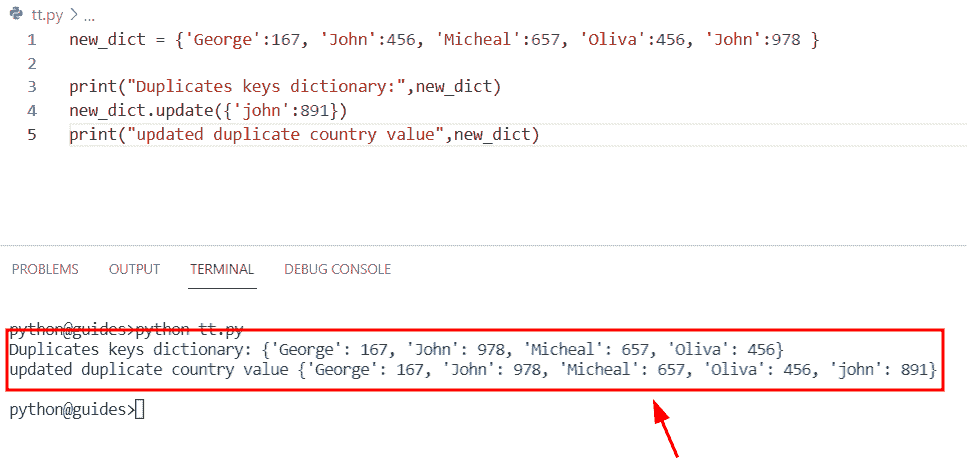 tt.py > ...
1 new_dict = {'George':167, 'John':456, 'Micheal':657, 'Oliva':456, 'John':978 }
2
3 print("Duplicates keys dictionary:",new_dict)
4 new_dict.update({'john':891})
5 print("updated duplicate country value",new_dict)
PROBLEMS OUTPUT TERMINAL DEBUG CONSOLE
python@guides>python tt.py
Duplicates keys dictionary: {'George': 167, 'John': 978, 'Micheal': 657, 'Oliva': 456}
updated duplicate country value {'George': 167, 'John': 978, 'Micheal': 657, 'Oliva': 456, 'john': 891}
python@guides>